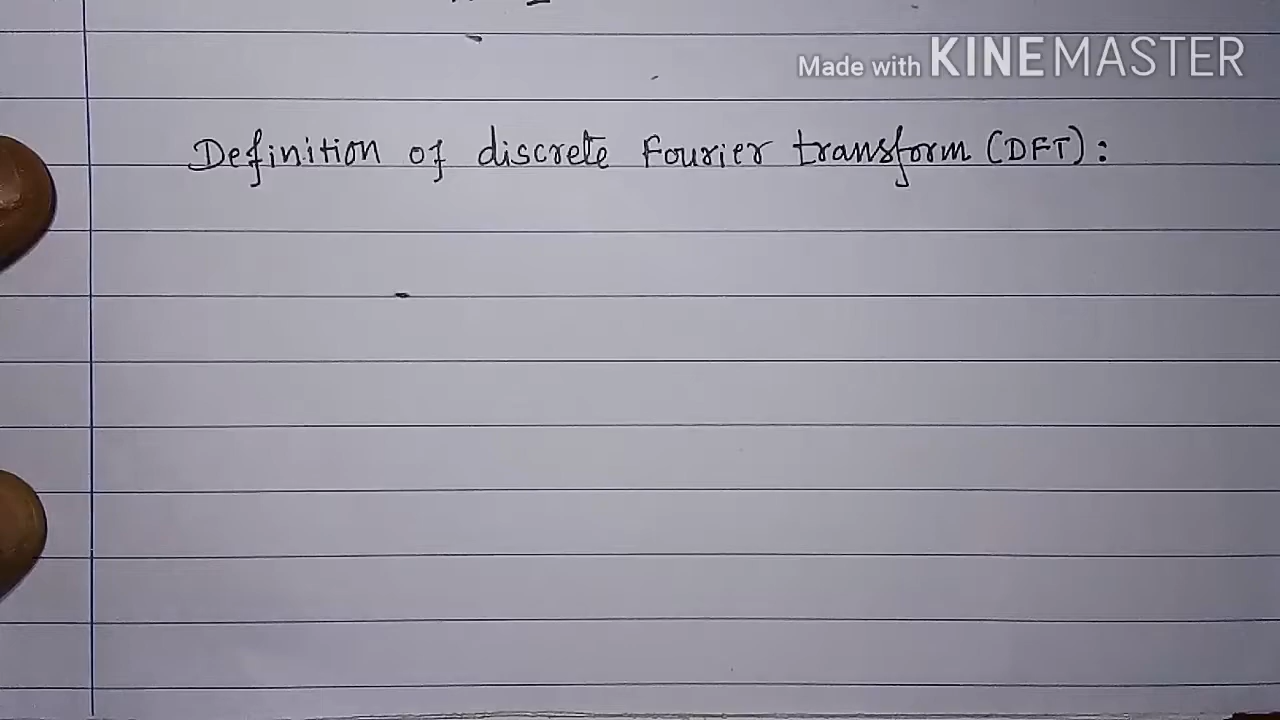 Made with KINEMASTER
Definition of discrete Fourier transform (DFT):